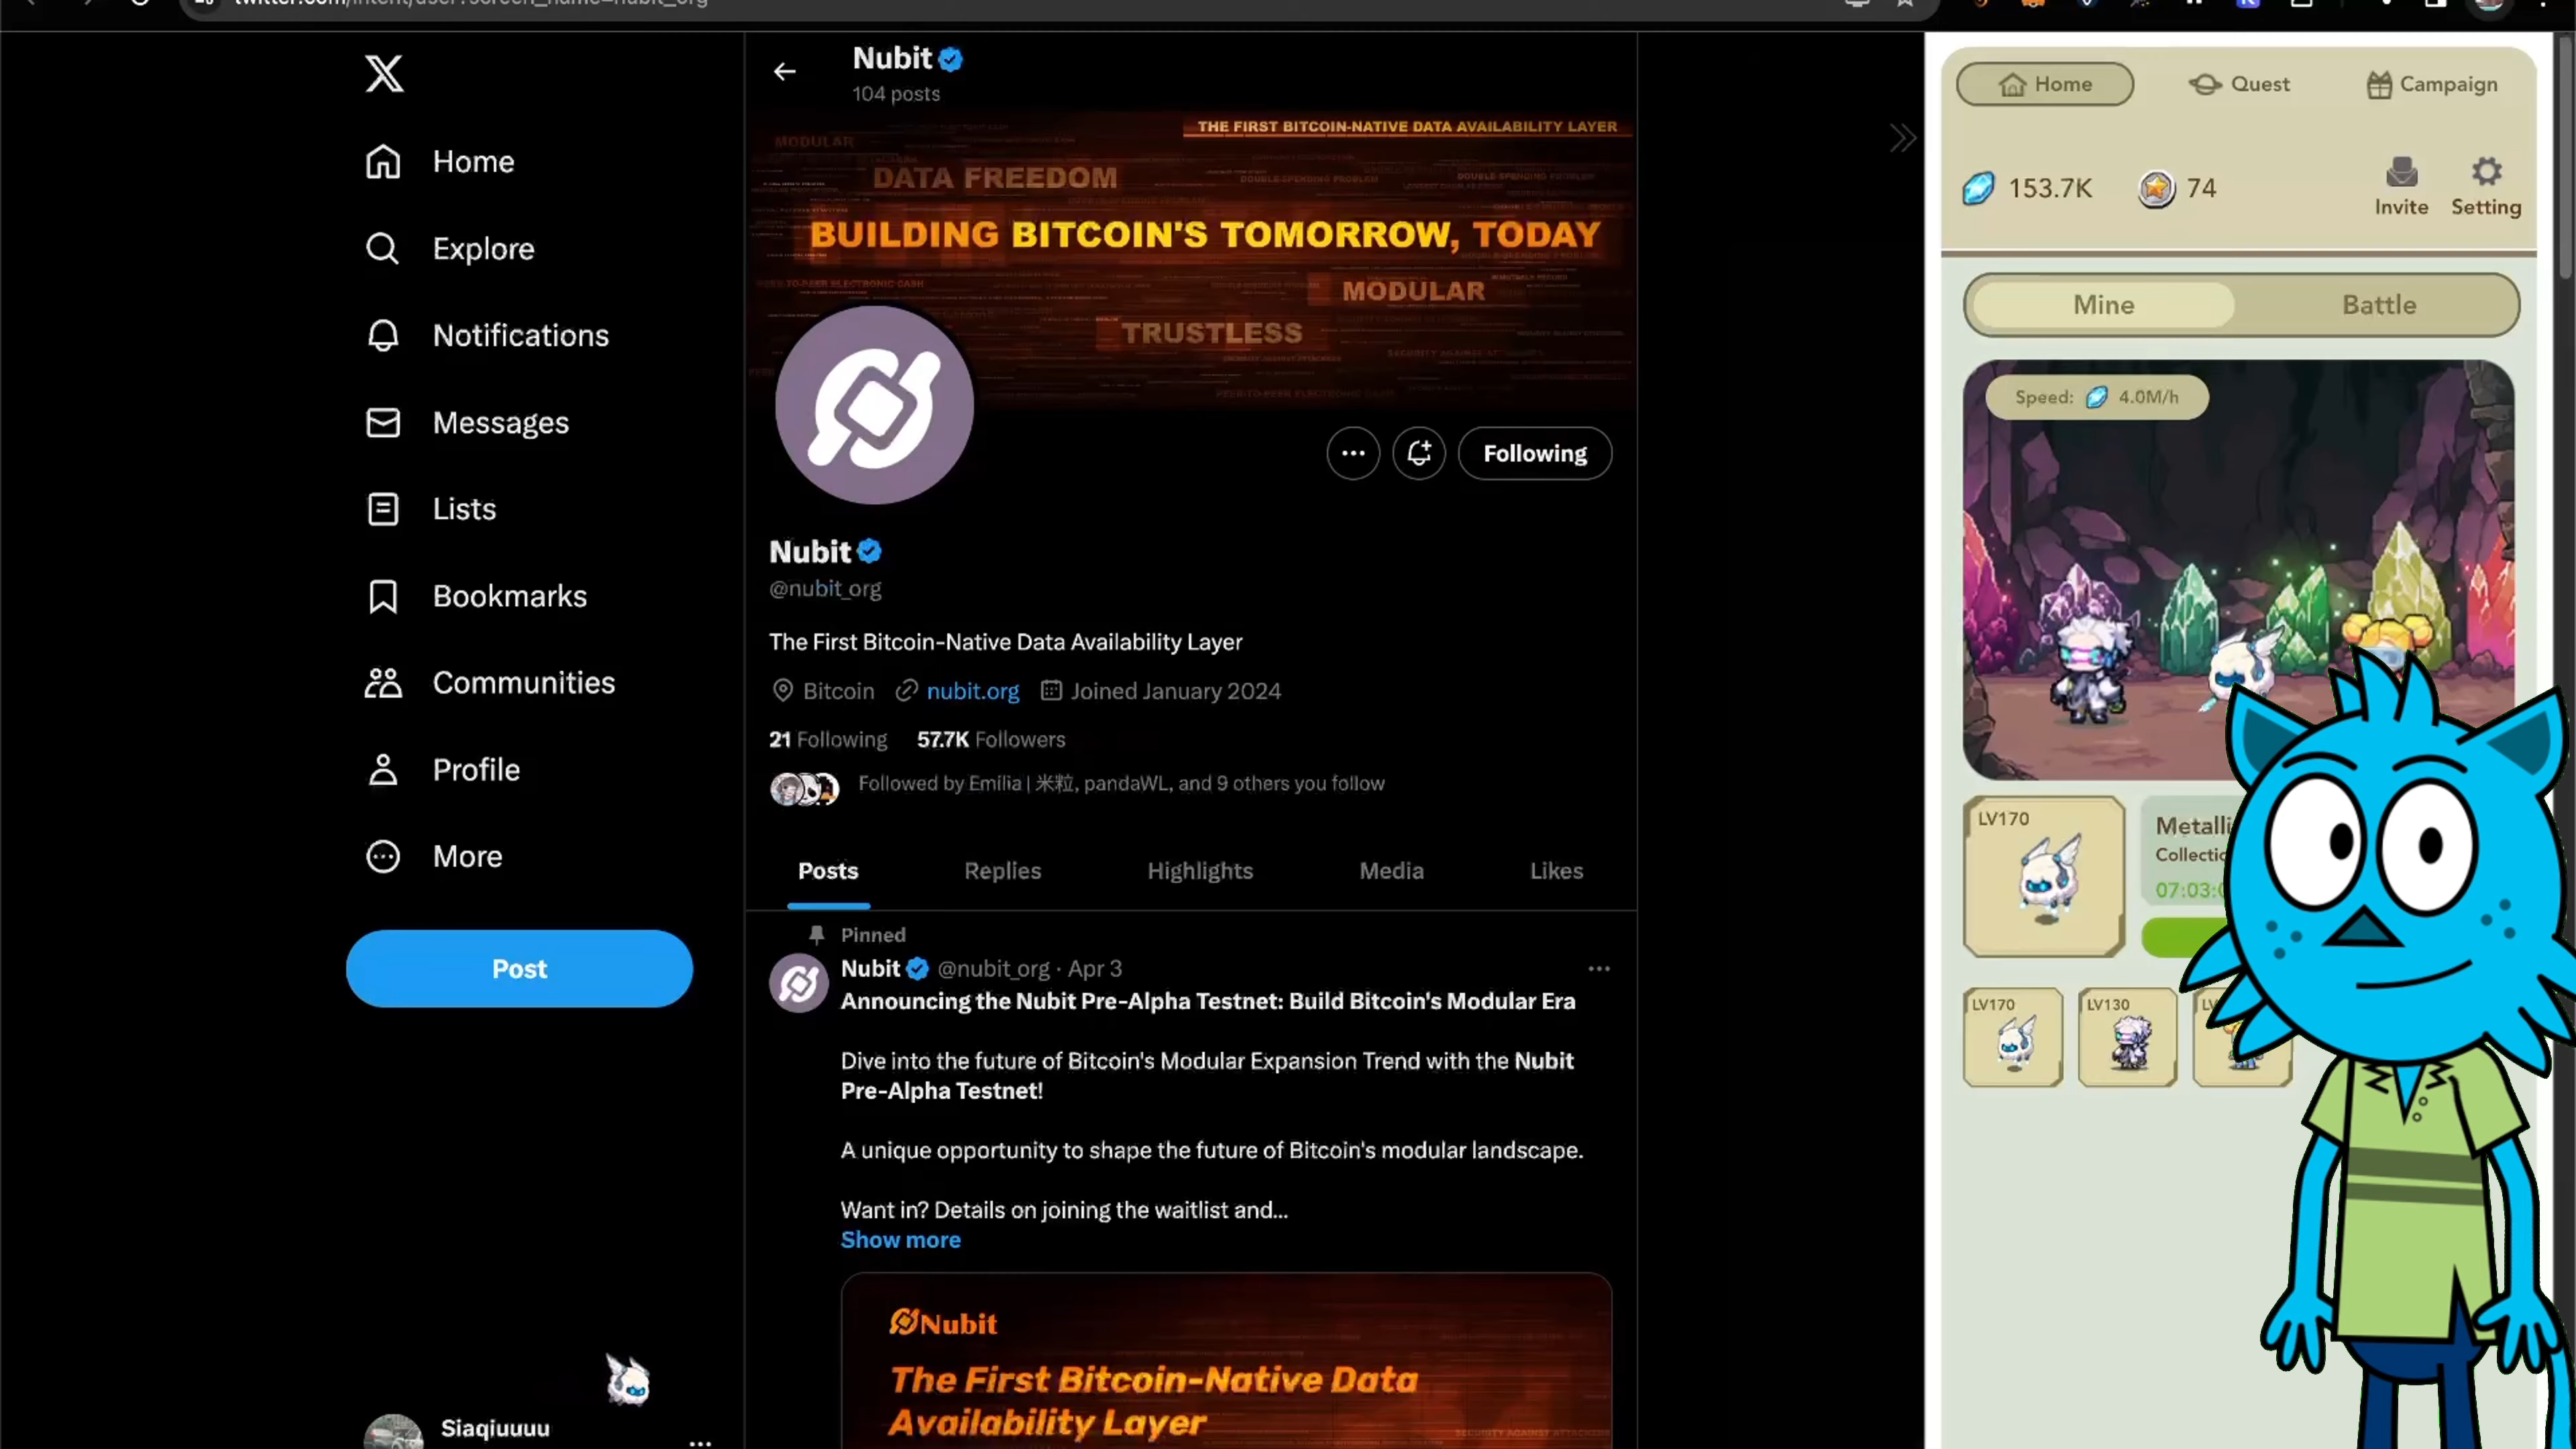 Nubit
104 posts
THE FIRST BITCOIN-NATIVE DATA AVAILABILITY LAYER
MODULAR
DATA FREEDOM
BUILDING BITCOIN'S TOMORROW, TODAY
MODULAR
TRUSTLESS
Home
Explore
Notifications
Messages
Lists
Bookmarks
Communities
Profile
More
Post
Siaqiuuuu
Following
Nubit
@nubit_org
The First Bitcoin-Native Data Availability Layer
Bitcoin nubit.org Joined January 2024
21 Following 57.7K Followers
Followed by Emilia | 米粒, pandaWL, and 9 others you follow
Posts Replies Highlights Media Likes
Pinned
Nubit @nubit_org · Apr 3
Announcing the Nubit Pre-Alpha Testnet: Build Bitcoin's Modular Era
Dive into the future of Bitcoin's Modular Expansion Trend with the Nubit
Pre-Alpha Testnet!
A unique opportunity to shape the future of Bitcoin's modular landscape.
Want in? Details on joining the waitlist and...
Show more
Nubit
The First Bitcoin-Native Data
Availability Layer
Home Quest Campaign
153.7K 74
Invite Setting
Mine Battle
Speed: 4.0M/h
LV170
LV170 LV130